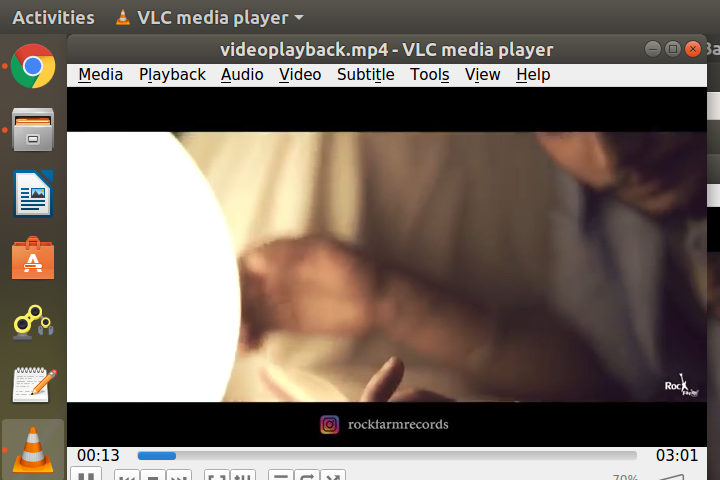 Activities VLC media player
videoplayback.mp4 - VLC media player
Media Playback Audio Video Subtitle Tools View Help
Rock
rockfarmrecords
00:13 03:01
70%